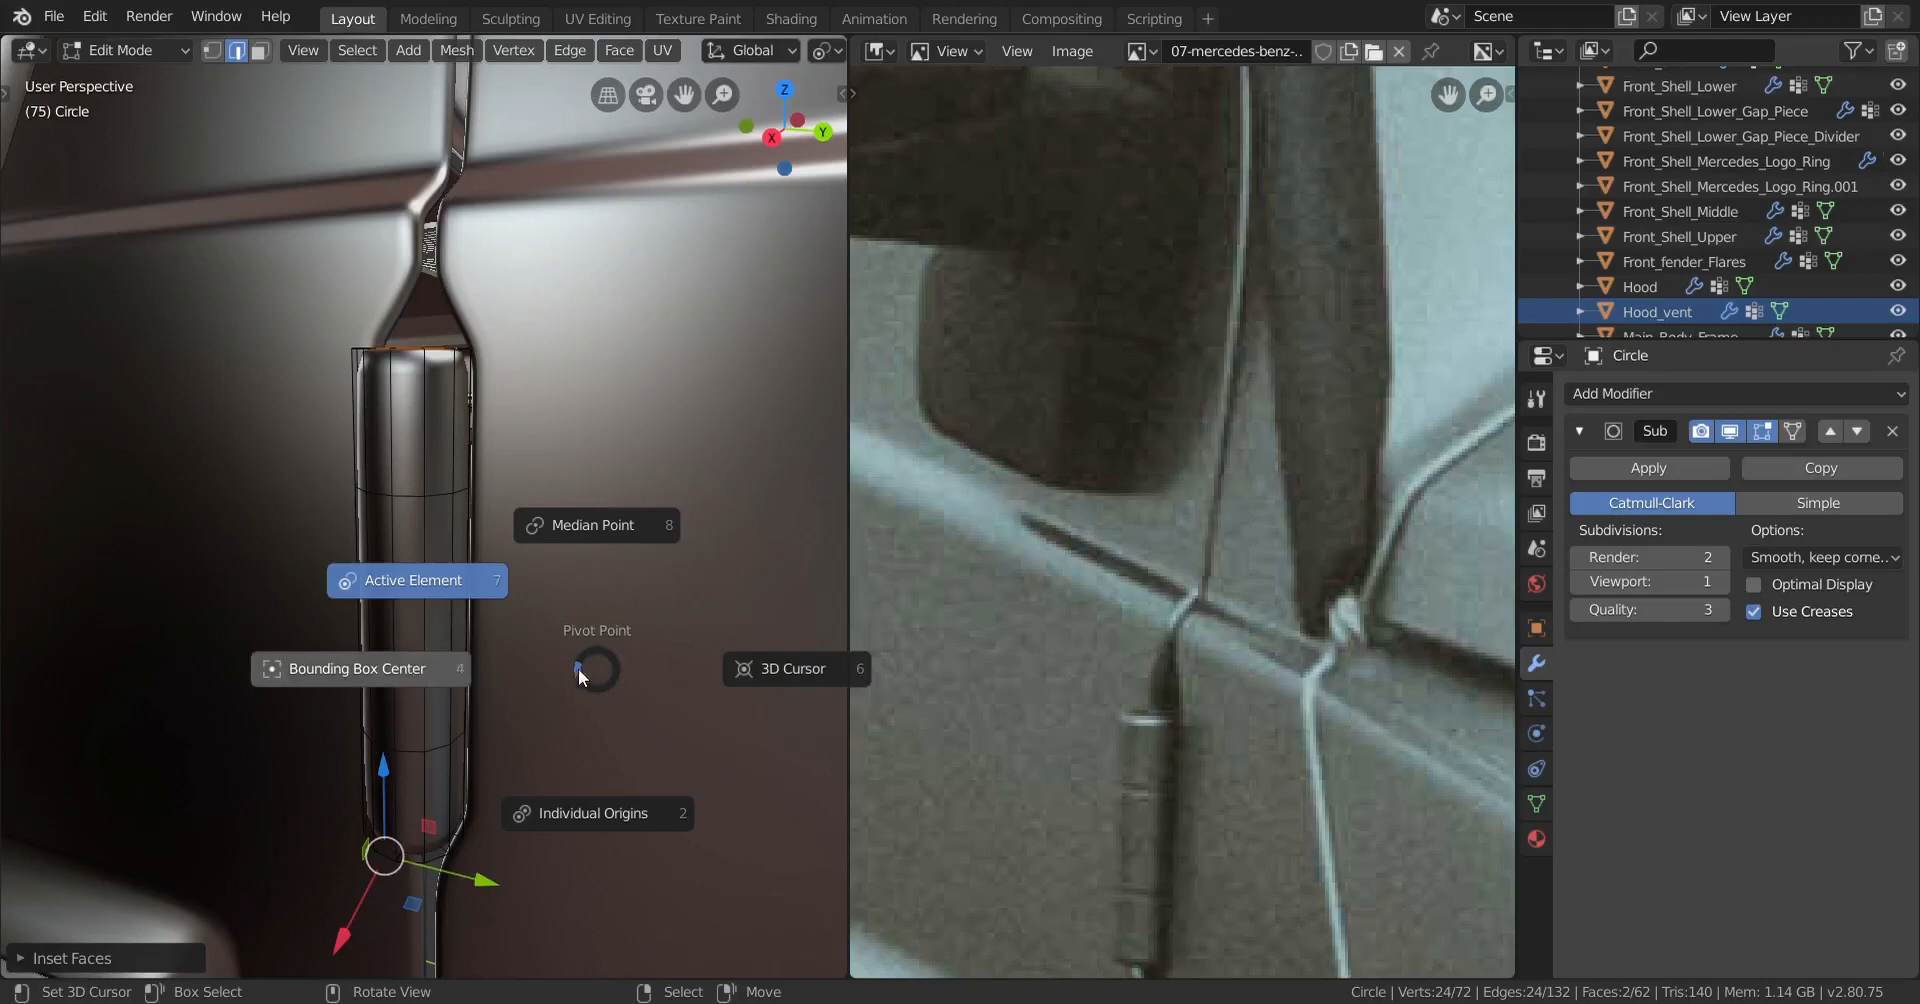 File Edit Render Window Help
Layout Modeling Sculpting UV Editing Texture Paint Shading Animation Rendering Compositing Scripting +
Scene
View Layer
Edit Mode
View Select Add Mesh Vertex Edge Face UV
Global
View View Image 07-mercedes-benz-..
User Perspective
(75) Circle
Z
Y
X
Front_Shell_Lower
Front_Shell_Lower_Gap_Piece
Front_Shell_Lower_Gap_Piece_Divider
Front_Shell_Mercedes_Logo_Ring
Front_Shell_Mercedes_Logo_Ring.001
Front_Shell_Middle
Front_Shell_Upper
Front_fender_Flares
Hood
Hood_vent
Main_Body_Frame
Circle
Add Modifier
Sub
Apply Copy
Catmull-Clark Simple
Subdivisions: Options:
Render: 2 Smooth, keep corne..
Viewport: 1 Optimal Display
Quality: 3 Use Creases
Median Point 8
Active Element 7
Pivot Point
Bounding Box Center 4
3D Cursor 6
Individual Origins 2
Inset Faces
Set 3D Cursor Box Select Rotate View Select Move
Circle | Verts:24/72 | Edges:24/132 | Faces:2/62 | Tris:140 | Mem: 1.14 GB | v2.80.75